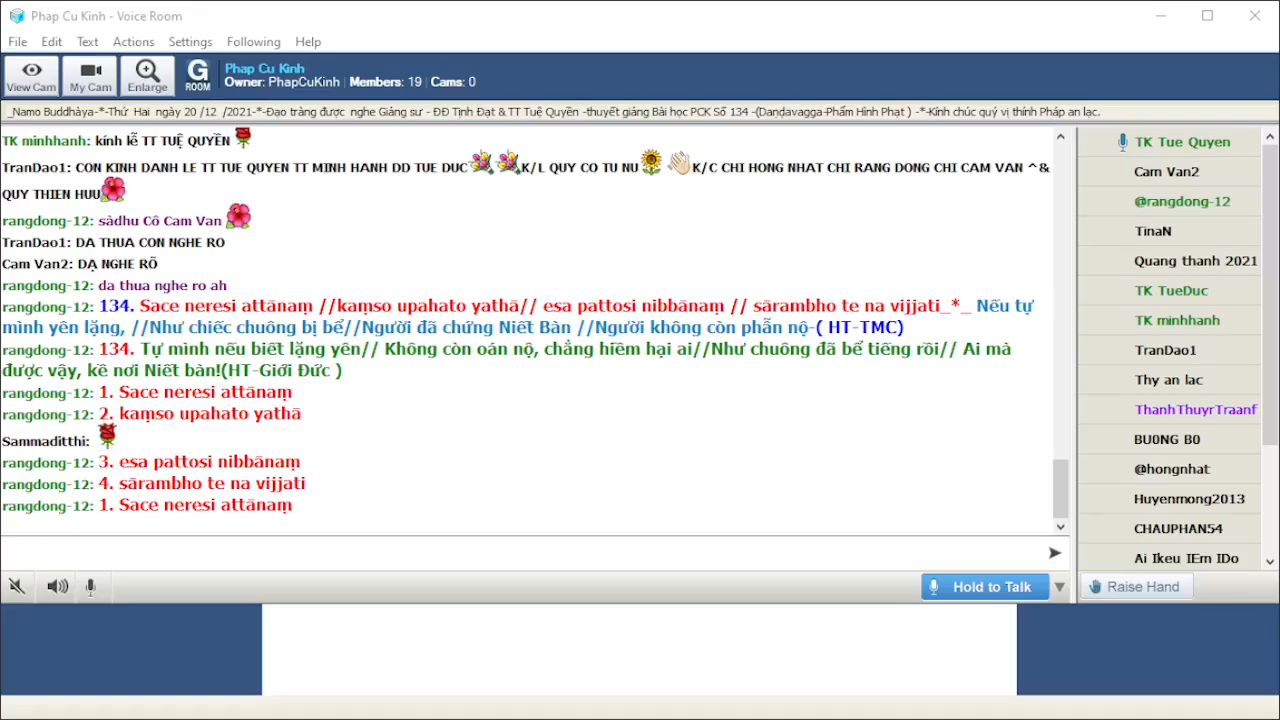 Phap Cu Kinh - Voice Room
File Edit Text Actions Settings Following Help
View Cam My Cam Enlarge G ROOM
Phap Cu Kinh
Owner: PhapCuKinh Members: 19 Cams: 0
_Namo Buddhàya-*-Thứ Hai ngày 20 /12 /2021-*-Đạo tràng được nghe Giảng sư - ĐĐ Tịnh Đạt & TT Tuệ Quyền -thuyết giảng Bài học PCK Số 134 -(Daṇḍavagga-Phẩm Hình Phạt ) -*-Kính chúc quý vị thính Pháp an lạc.
TK minhhanh: kính lễ TT TUỆ QUYỀN
TranDao1: CON KINH DANH LE TT TUE QUYEN TT MINH HANH DD TUE DUC K/L QUY CO TU NU K/C CHI HONG NHAT CHI RANG DONG CHI CAM VAN ^&
QUY THIEN HUU
rangdong-12: sàdhu Cô Cam Van
TranDao1: DA THUA CON NGHE RO
Cam Van2: DẠ NGHE RÕ
rangdong-12: da thua nghe ro ah
rangdong-12: 134. Sace neresi attānaṃ //kaṃso upahato yathā// esa pattosi nibbānaṃ // sārambho te na vijjati_*_ Nếu tự
mình yên lặng, //Như chiếc chuông bị bể//Người đã chứng Niết Bàn //Người không còn phẫn nộ-( HT-TMC)
rangdong-12: 134. Tự mình nếu biết lặng yên// Không còn oán nộ, chẳng hiềm hại ai//Như chuông đã bể tiếng rồi// Ai mà
được vậy, kề nơi Niết bàn!(HT-Giới Đức )
rangdong-12: 1. Sace neresi attānaṃ
rangdong-12: 2. kaṃso upahato yathā
Sammaditthi:
rangdong-12: 3. esa pattosi nibbānaṃ
rangdong-12: 4. sārambho te na vijjati
rangdong-12: 1. Sace neresi attānaṃ
TK Tue Quyen
Cam Van2
@rangdong-12
TinaN
Quang thanh 2021
TK TueDuc
TK minhhanh
TranDao1
Thy an lac
ThanhThuyrTraanf
BU0NG B0
@hongnhat
Huyenmong2013
CHAUPHAN54
Ai Ikeu IEm IDo
Hold to Talk
Raise Hand